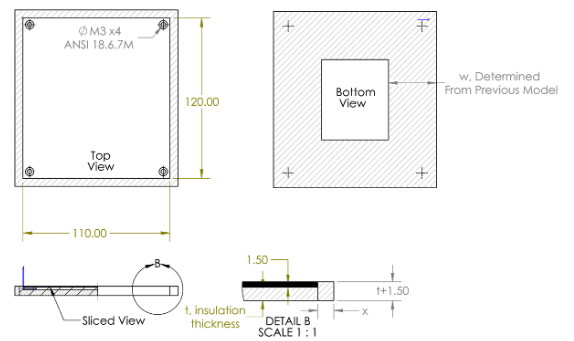 Ø M3 x4
ANSI 18.6.7M
120.00
Top
View
110.00
Bottom
View
w, Determined
From Previous Model
B
Sliced View
1.50
t, insulation
thickness
t+1.50
x
DETAIL B
SCALE 1 : 1